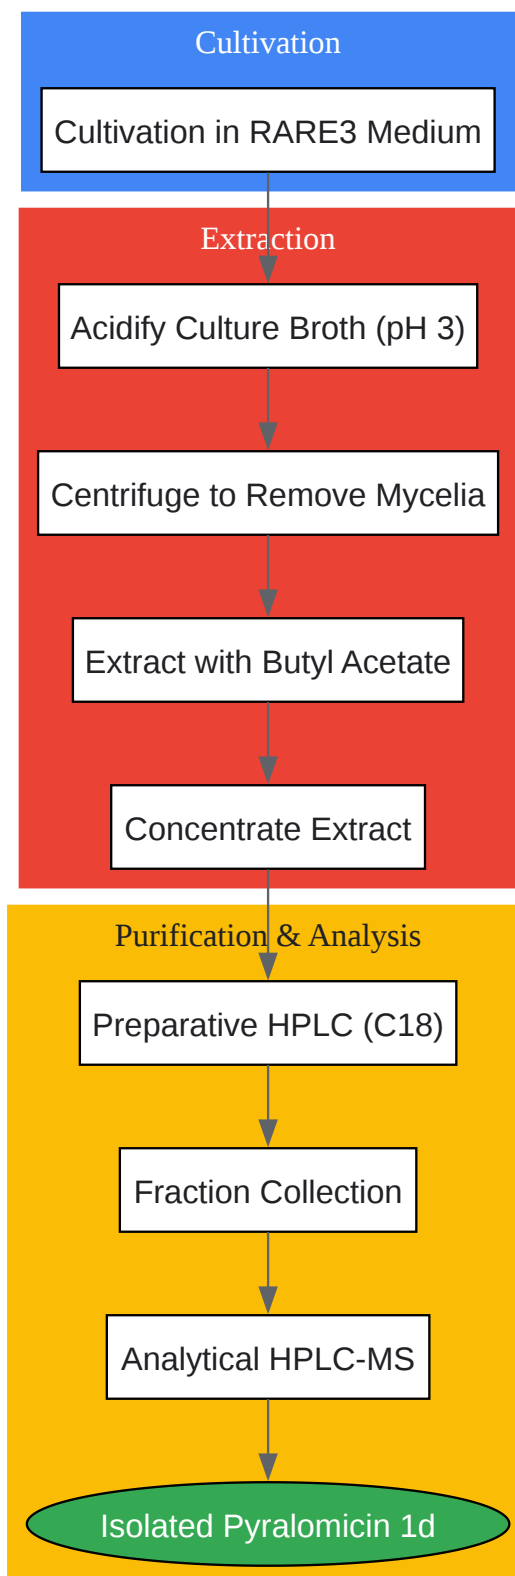 Cultivation
Cultivation in RARE3 Medium
Extraction
Acidify Culture Broth (pH 3)
Centrifuge to Remove Mycelia
Extract with Butyl Acetate
Concentrate Extract
Purification & Analysis
Preparative HPLC (C18)
Fraction Collection
Analytical HPLC-MS
Isolated Pyralomicin 1d